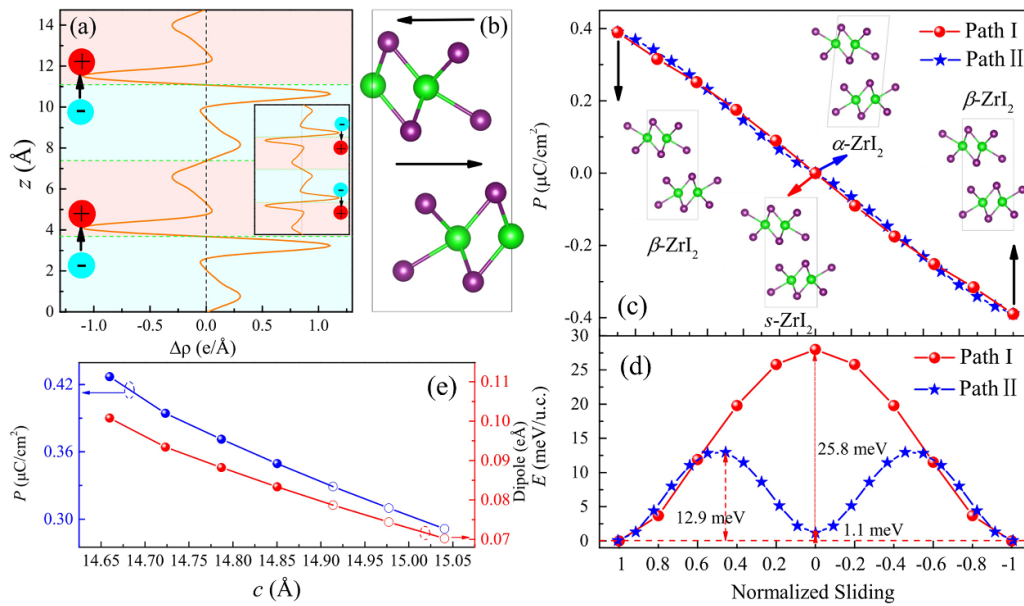 (a)
14
12
10
8
6
4
2
0
z (Å)
+
-
+
-
-
+
-
+
-1.0
-0.5
0.0
0.5
1.0
Δρ (e/Å)
(b)
(c)
0.4
0.2
0.0
-0.2
-0.4
P (μC/cm²)
Path I
Path II
β-ZrI₂
α-ZrI₂
β-ZrI₂
s-ZrI₂
(e)
0.42
0.36
0.30
P (μC/cm²)
0.11
0.10
0.09
0.08
0.07
Dipole (eÅ)
14.65
14.70
14.75
14.80
14.85
14.90
14.95
15.00
15.05
c (Å)
(d)
30
25
20
15
10
5
0
E (meV/u.c.)
Path I
Path II
25.8 meV
12.9 meV
1.1 meV
1
0.8
0.6
0.4
0.2
0
-0.2
-0.4
-0.6
-0.8
-1
Normalized Sliding